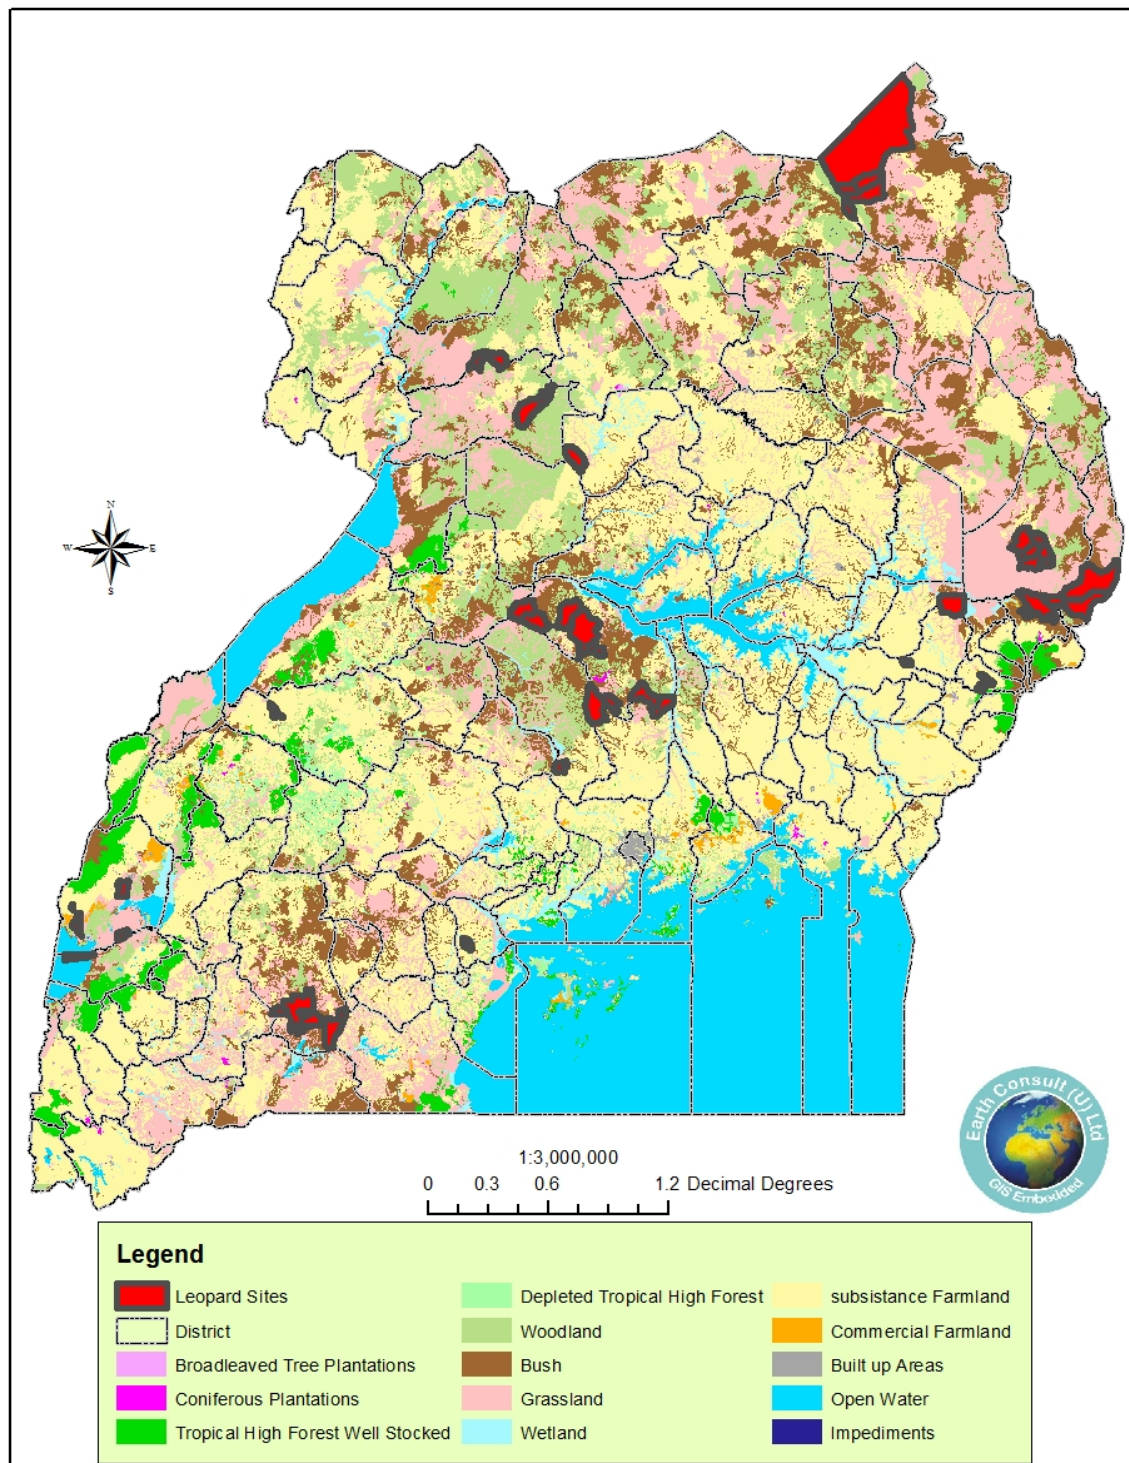 N
W E
S
Earth Consult (U) Ltd
GIS Embedded
1:3,000,000
0 0.3 0.6 1.2 Decimal Degrees
Legend
Leopard Sites
District
Broadleaved Tree Plantations
Coniferous Plantations
Tropical High Forest Well Stocked
Depleted Tropical High Forest
Woodland
Bush
Grassland
Wetland
subsistance Farmland
Commercial Farmland
Built up Areas
Open Water
Impediments